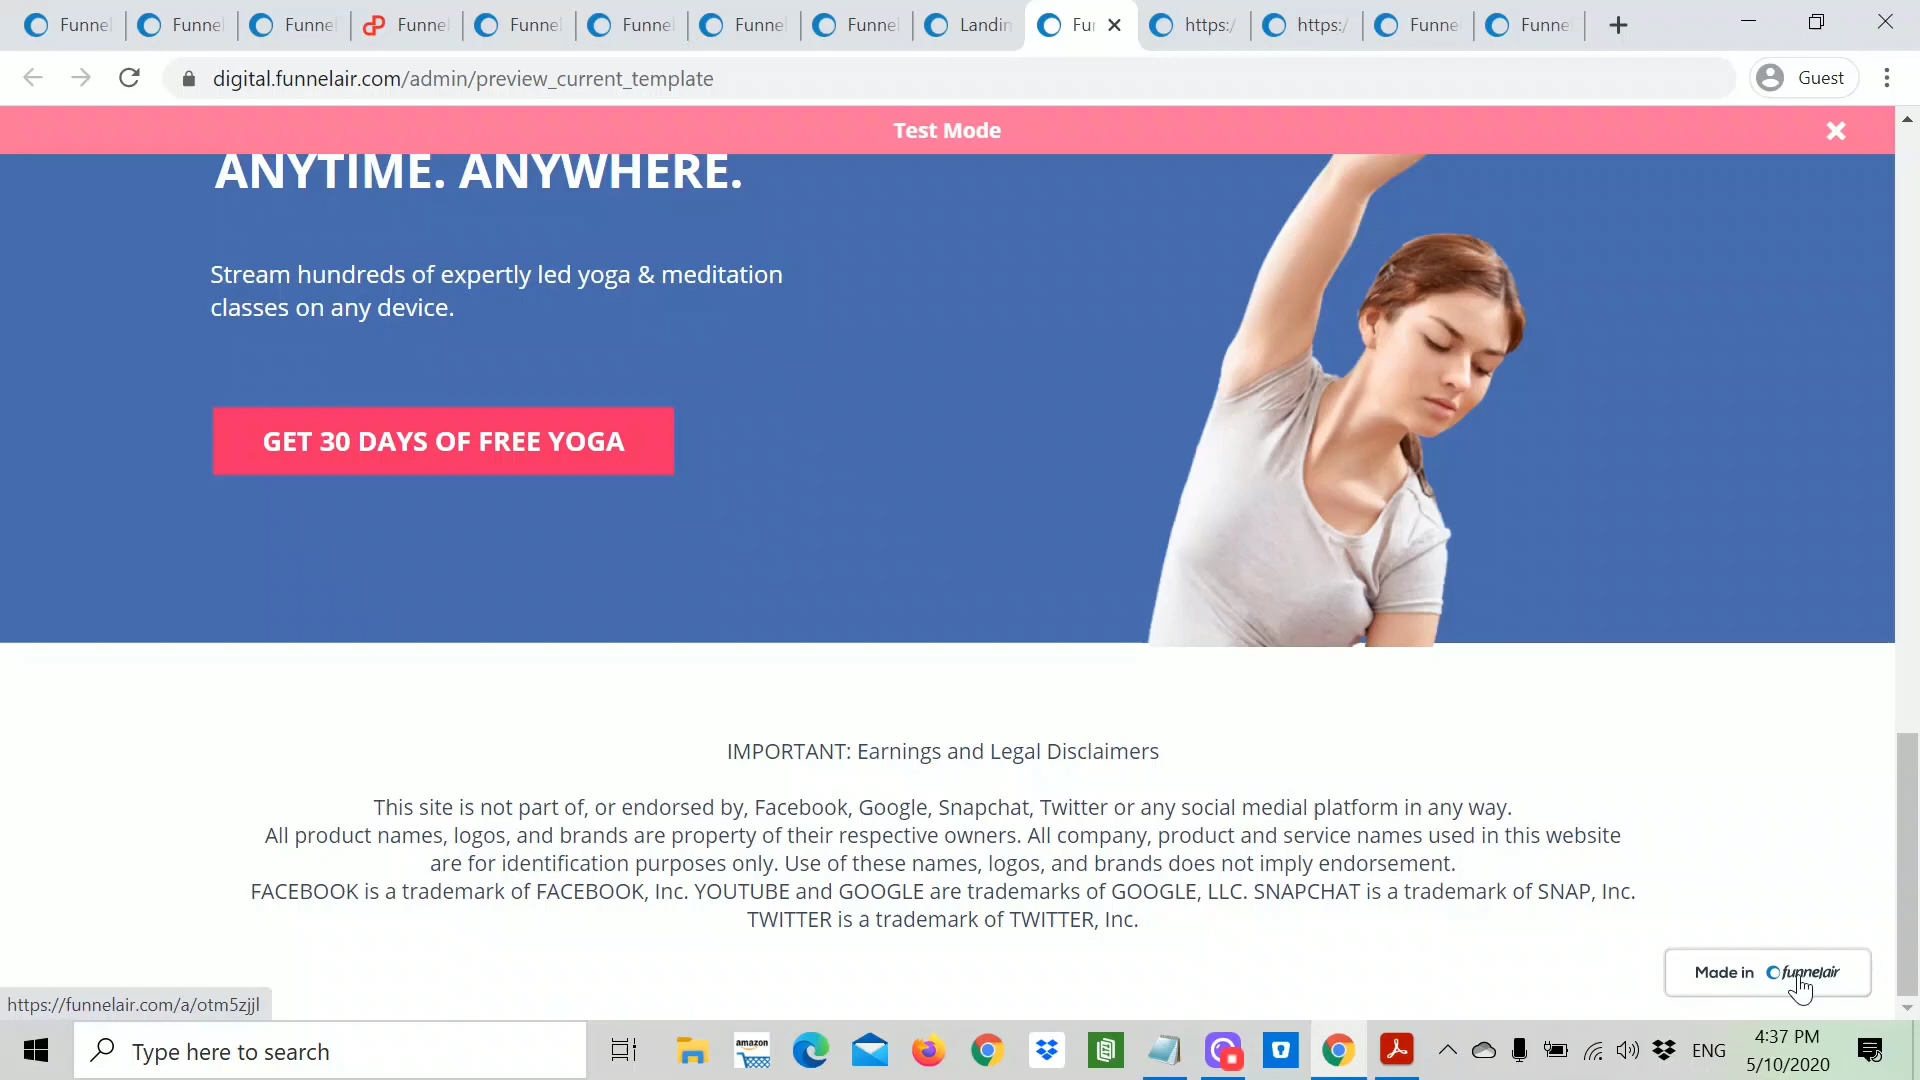 Funnel Funnel Funnel Funnel Funnel Funnel Funnel Funnel Landin Fu https:/ https:/ Funne Funne
digital.funnelair.com/admin/preview_current_template
Guest
Test Mode
ANYTIME. ANYWHERE.
Stream hundreds of expertly led yoga & meditation
classes on any device.
GET 30 DAYS OF FREE YOGA
IMPORTANT: Earnings and Legal Disclaimers
This site is not part of, or endorsed by, Facebook, Google, Snapchat, Twitter or any social medial platform in any way.
All product names, logos, and brands are property of their respective owners. All company, product and service names used in this website
are for identification purposes only. Use of these names, logos, and brands does not imply endorsement.
FACEBOOK is a trademark of FACEBOOK, Inc. YOUTUBE and GOOGLE are trademarks of GOOGLE, LLC. SNAPCHAT is a trademark of SNAP, Inc.
TWITTER is a trademark of TWITTER, Inc.
Made in funnelair
https://funnelair.com/a/otm5zjjl
Type here to search
amazon
ENG
4:37 PM
5/10/2020